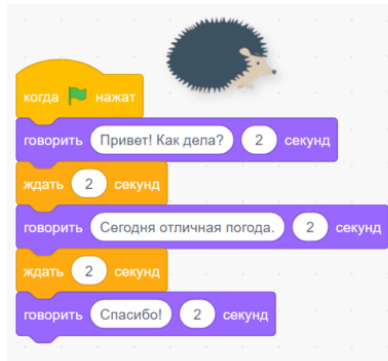 когда нажат
говорить Привет! Как дела? 2 секунд
ждать 2 секунд
говорить Сегодня отличная погода. 2 секунд
ждать 2 секунд
говорить Спасибо! 2 секунд